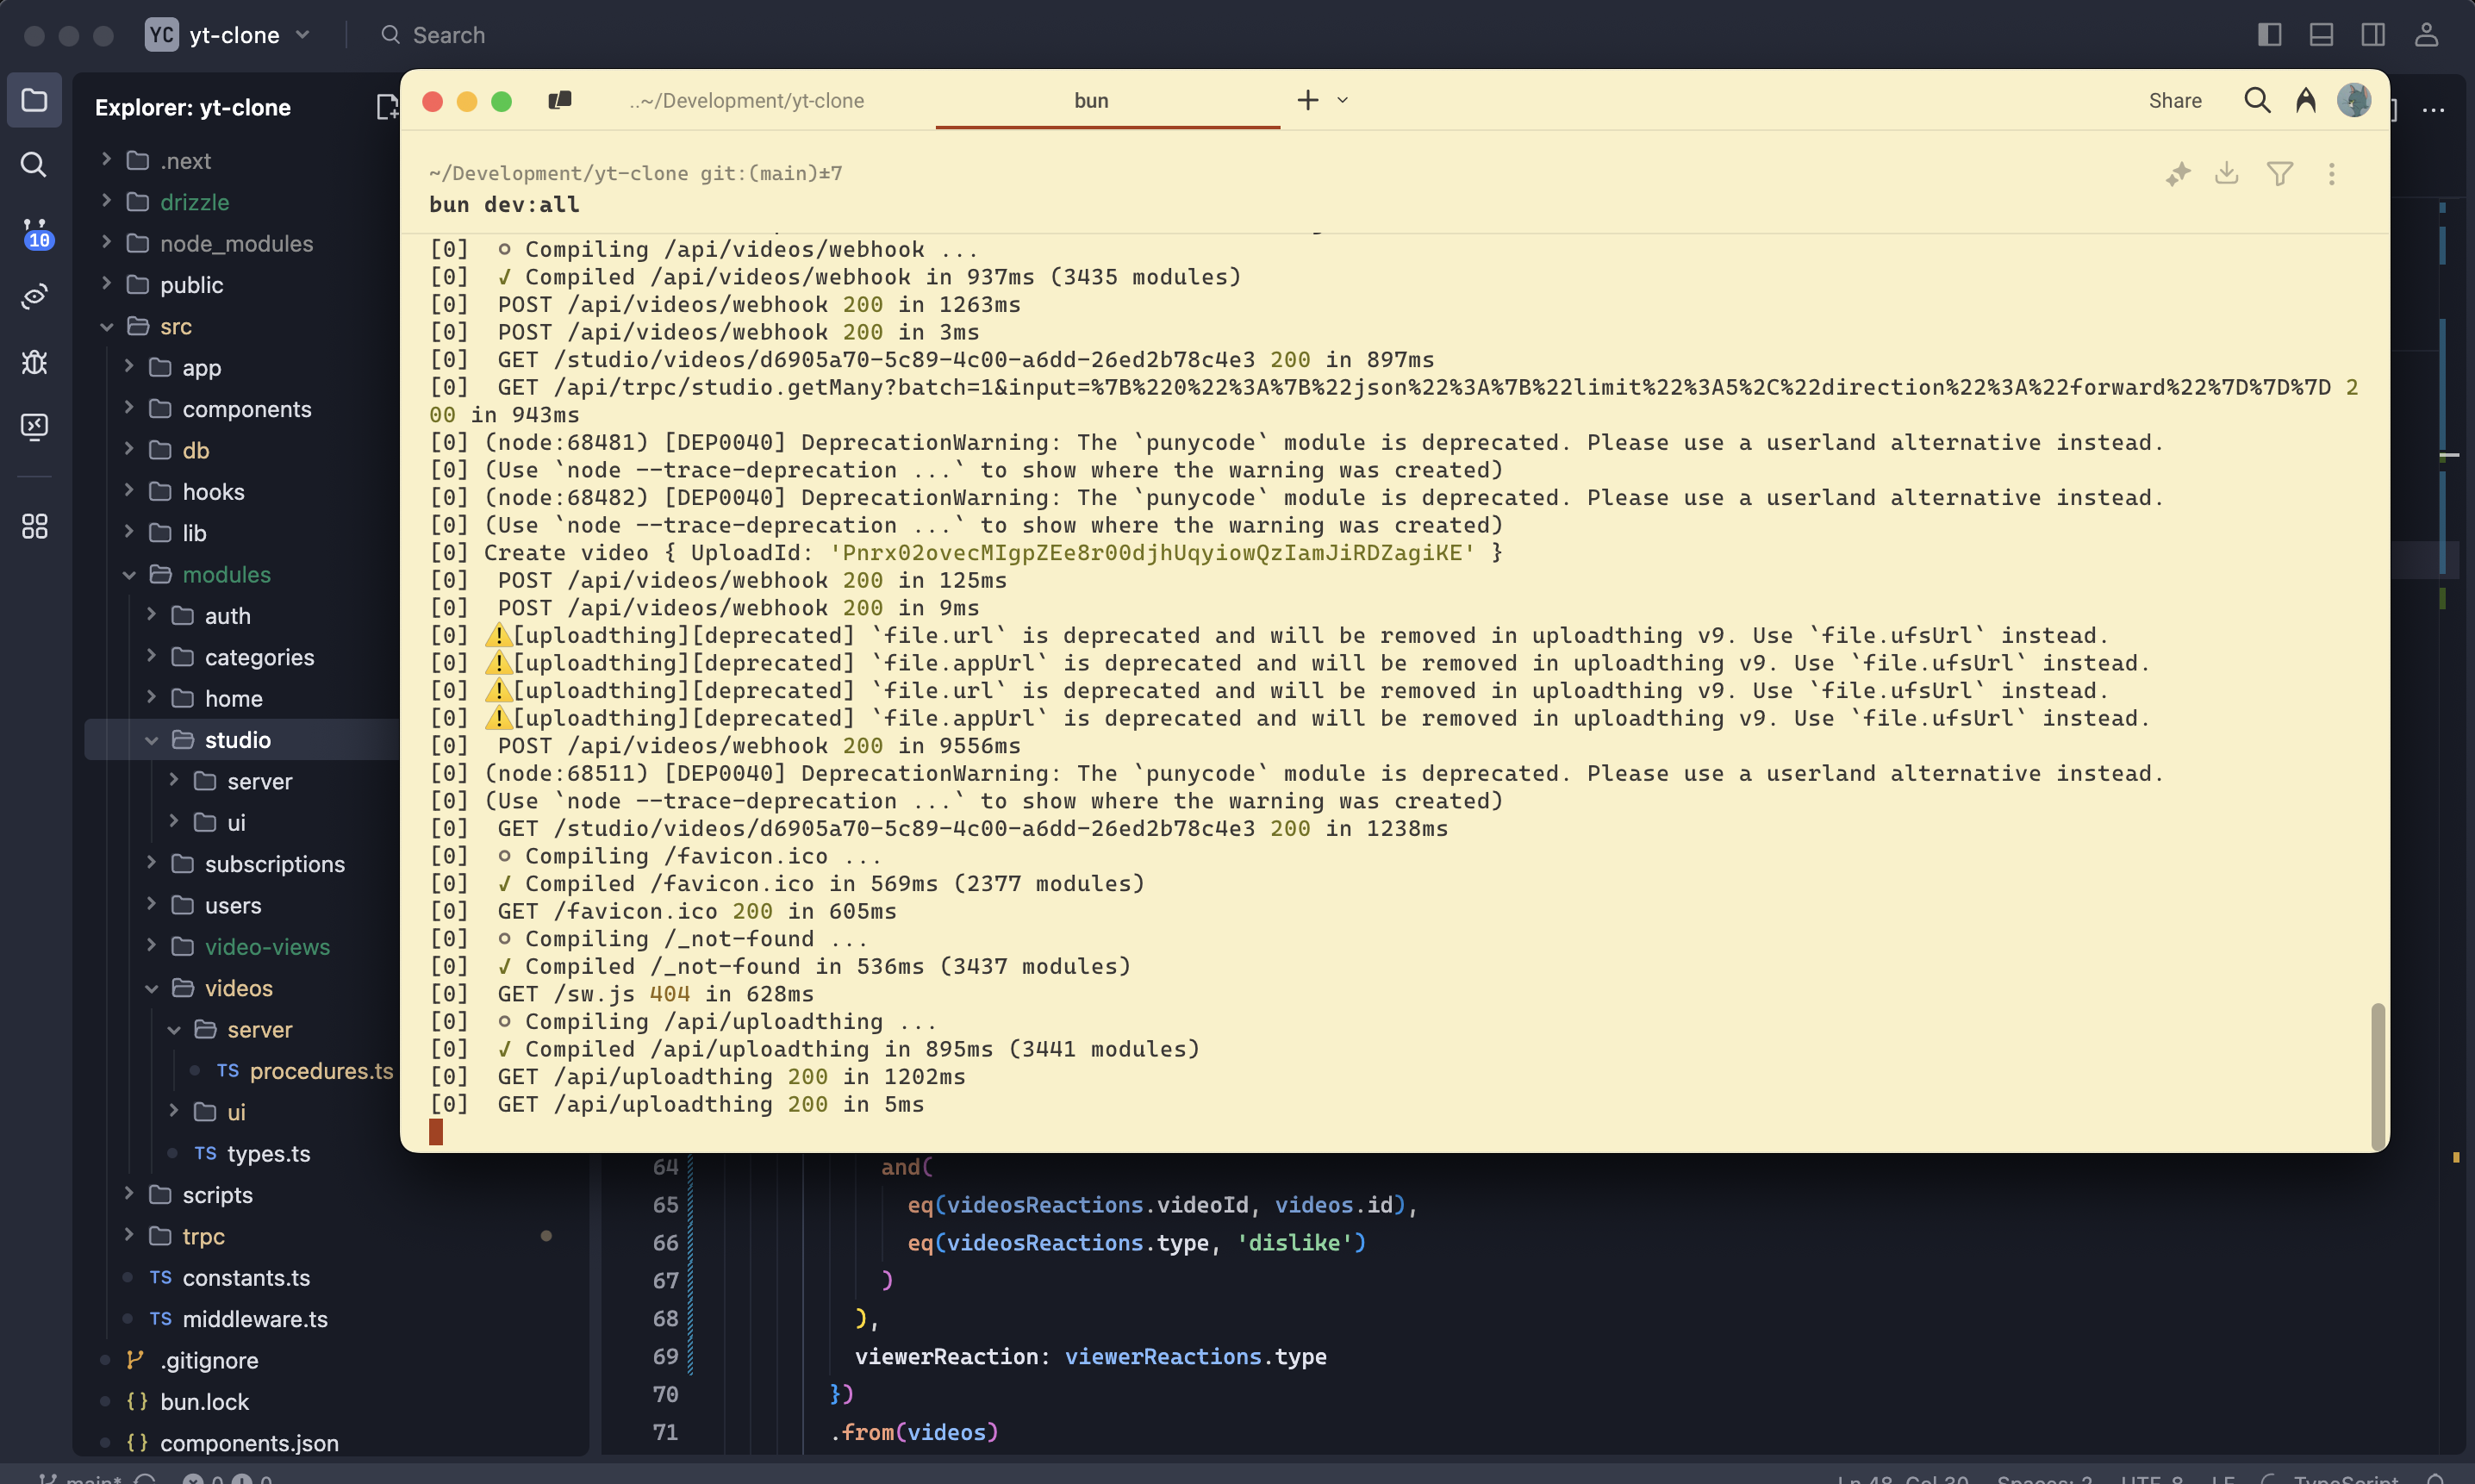 YC yt-clone
Search
Explorer: yt-clone
10
.next
drizzle
node_modules
public
src
app
components
db
hooks
lib
modules
auth
categories
home
studio
server
ui
subscriptions
users
video-views
videos
server
TS procedures.ts
ui
TS types.ts
scripts
trpc
TS constants.ts
TS middleware.ts
.gitignore
{} bun.lock
{} components.json
..~/Development/yt-clone
bun
Share
~/Development/yt-clone git:(main)±7
bun dev:all
[0] ○ Compiling /api/videos/webhook ...
[0] ✓ Compiled /api/videos/webhook in 937ms (3435 modules)
[0] POST /api/videos/webhook 200 in 1263ms
[0] POST /api/videos/webhook 200 in 3ms
[0] GET /studio/videos/d6905a70-5c89-4c00-a6dd-26ed2b78c4e3 200 in 897ms
[0] GET /api/trpc/studio.getMany?batch=1&input=%7B%220%22%3A%7B%22json%22%3A%7B%22limit%22%3A5%2C%22direction%22%3A%22forward%22%7D%7D%7D 2
00 in 943ms
[0] (node:68481) [DEP0040] DeprecationWarning: The `punycode` module is deprecated. Please use a userland alternative instead.
[0] (Use `node --trace-deprecation ...` to show where the warning was created)
[0] (node:68482) [DEP0040] DeprecationWarning: The `punycode` module is deprecated. Please use a userland alternative instead.
[0] (Use `node --trace-deprecation ...` to show where the warning was created)
[0] Create video { UploadId: 'Pnrx02ovecMIgpZEe8r00djhUqyiowQzIamJiRDZagiKE' }
[0] POST /api/videos/webhook 200 in 125ms
[0] POST /api/videos/webhook 200 in 9ms
[0] ⚠️[uploadthing][deprecated] `file.url` is deprecated and will be removed in uploadthing v9. Use `file.ufsUrl` instead.
[0] ⚠️[uploadthing][deprecated] `file.appUrl` is deprecated and will be removed in uploadthing v9. Use `file.ufsUrl` instead.
[0] ⚠️[uploadthing][deprecated] `file.url` is deprecated and will be removed in uploadthing v9. Use `file.ufsUrl` instead.
[0] ⚠️[uploadthing][deprecated] `file.appUrl` is deprecated and will be removed in uploadthing v9. Use `file.ufsUrl` instead.
[0] POST /api/videos/webhook 200 in 9556ms
[0] (node:68511) [DEP0040] DeprecationWarning: The `punycode` module is deprecated. Please use a userland alternative instead.
[0] (Use `node --trace-deprecation ...` to show where the warning was created)
[0] GET /studio/videos/d6905a70-5c89-4c00-a6dd-26ed2b78c4e3 200 in 1238ms
[0] ○ Compiling /favicon.ico ...
[0] ✓ Compiled /favicon.ico in 569ms (2377 modules)
[0] GET /favicon.ico 200 in 605ms
[0] ○ Compiling /_not-found ...
[0] ✓ Compiled /_not-found in 536ms (3437 modules)
[0] GET /sw.js 404 in 628ms
[0] ○ Compiling /api/uploadthing ...
[0] ✓ Compiled /api/uploadthing in 895ms (3441 modules)
[0] GET /api/uploadthing 200 in 1202ms
[0] GET /api/uploadthing 200 in 5ms
64 and(
65 eq(videosReactions.videoId, videos.id),
66 eq(videosReactions.type, 'dislike')
67 )
68 ),
69 viewerReaction: viewerReactions.type
70 })
71 .from(videos)
main* 0 0
Ln 48, Col 30 Spaces: 2 UTF-8 LF TypeScript